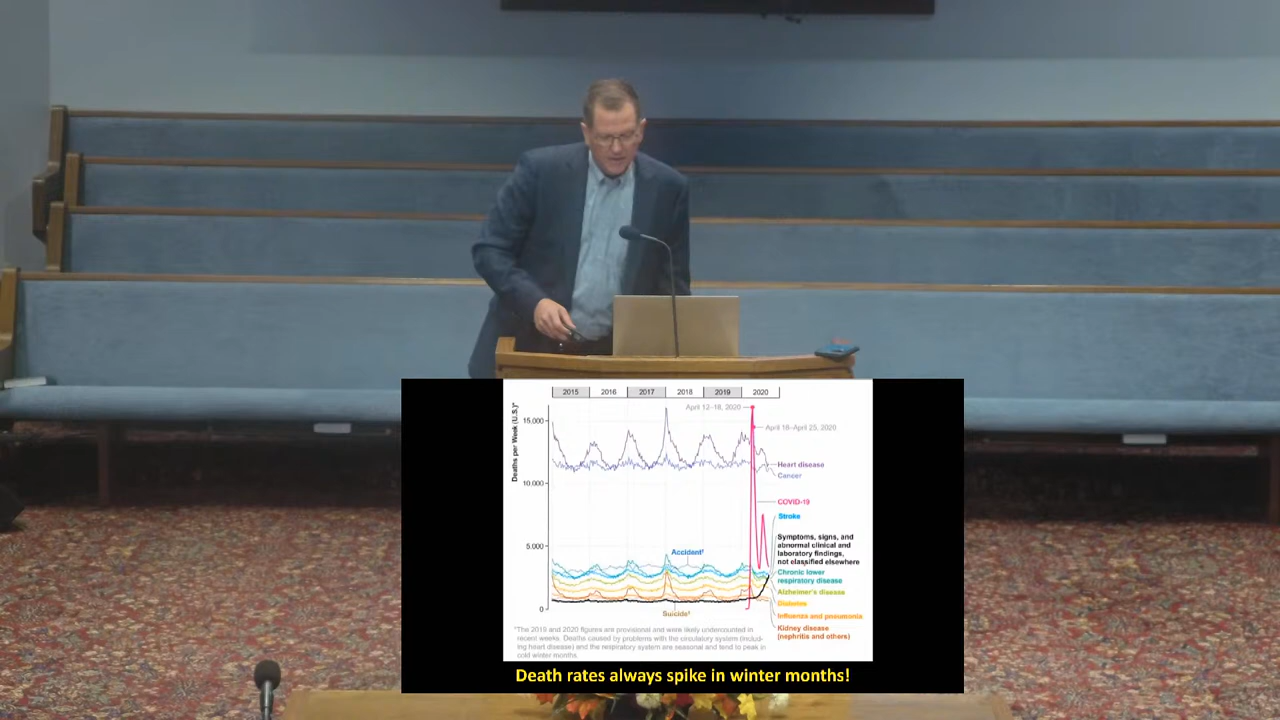 2015 2016 2017 2018 2019 2020
April 12–18, 2020
April 18–April 25, 2020
Deaths per Week (U.S.)*
15,000
10,000
5,000
0
Heart disease
Cancer
COVID-19
Stroke
Symptoms, signs, and
abnormal clinical and
laboratory findings,
not classified elsewhere
Accident†
Chronic lower
respiratory disease
Alzheimer's disease
Diabetes
Influenza and pneumonia
Suicide‡
Kidney disease
(nephritis and others)
*The 2019 and 2020 figures are provisional and were likely undercounted in
recent weeks. Deaths caused by problems with the circulatory system (includ-
ing heart disease) and the respiratory system are seasonal and tend to peak in
cold winter months.
Death rates always spike in winter months!